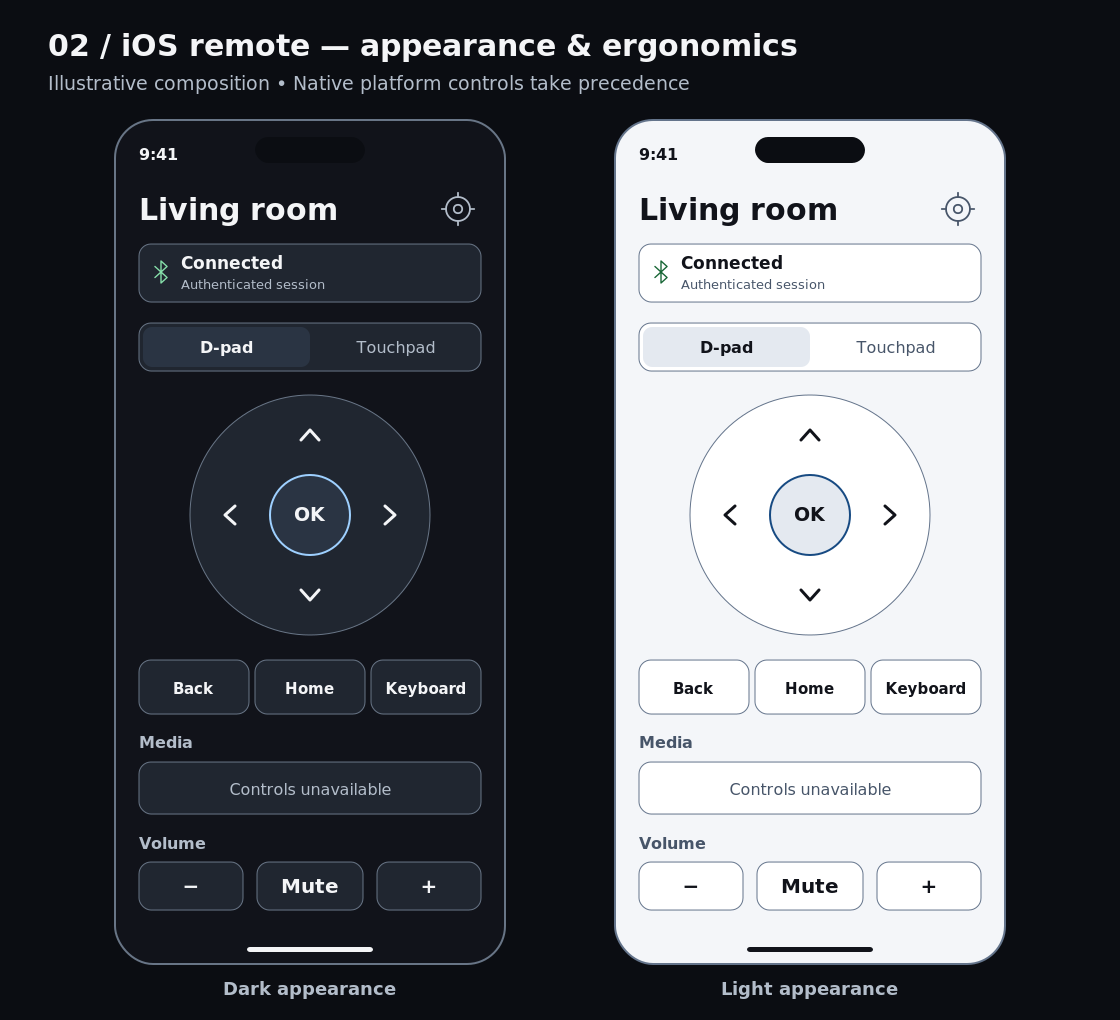 02 / iOS remote — appearance & ergonomics
Illustrative composition • Native platform controls take precedence
9:41
Living room
Connected
Authenticated session
D-pad Touchpad
OK
Back Home Keyboard
Media
Controls unavailable
Volume
− Mute +
Dark appearance
9:41
Living room
Connected
Authenticated session
D-pad Touchpad
OK
Back Home Keyboard
Media
Controls unavailable
Volume
− Mute +
Light appearance